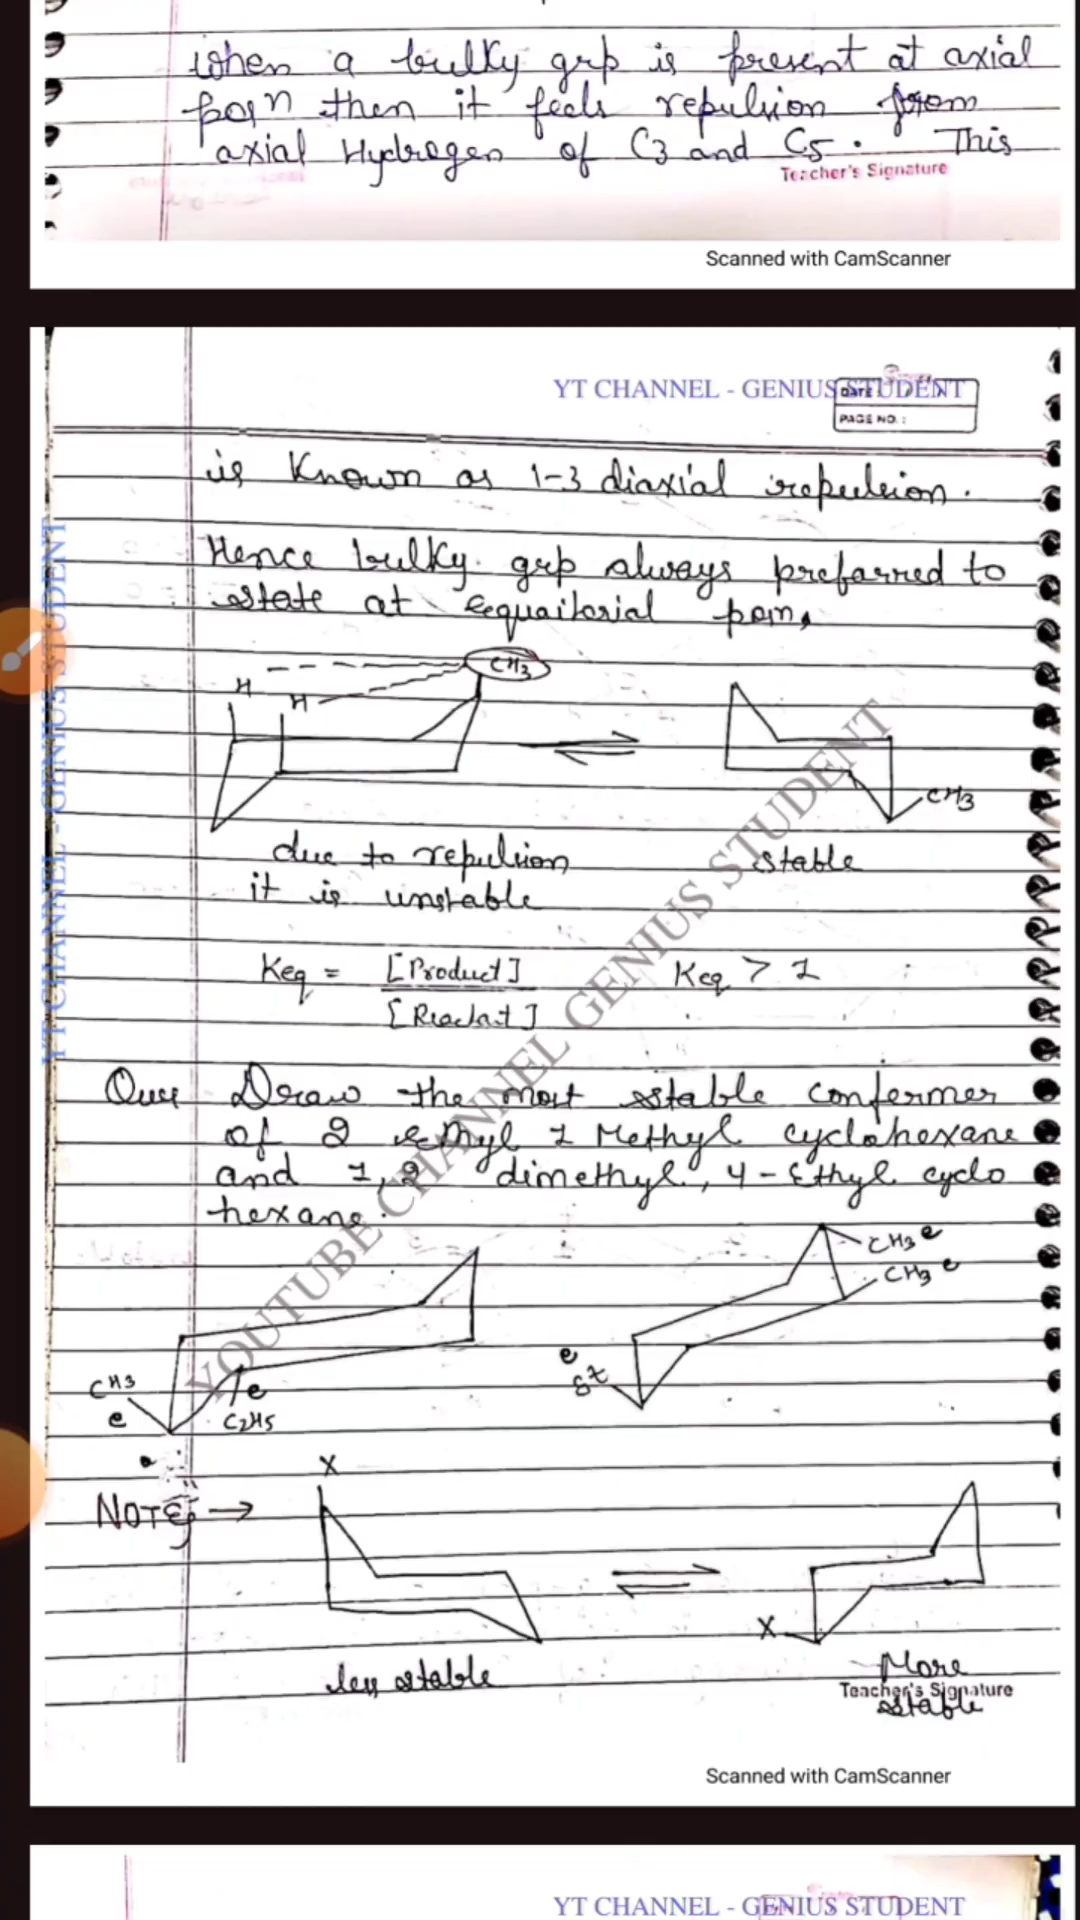 when a bulky grp is present at axial
posn then it feels repulsion from
axial Hydrogen of C3 and C5. This
Teacher's Signature
Scanned with CamScanner
YT CHANNEL - GENIUS STUDENT
DATE:
PAGE NO.:
is Known as 1-3 diaxial repulsion.
Hence bulky grp always preferred to
state at eequaitorial posn.
CH3
H
H
CH3
due to repulsion
it is unstable
stable
Keq = [Product]
[Reactant]
Keq > 1
Ques Draw the most stable confermer
of 2 ethyl 1 Methyl cyclohexane
and 1,2 dimethyl, 4-Ethyl cyclo
hexane.
CH3 e
CH3 e
e
Et
CH3
e
e
C2H5
NOTE →
X
X
less stable
More
stable
Teacher's Signature
Scanned with CamScanner
YT CHANNEL - GENIUS STUDENT
YOUTUBE CHANNEL GENIUS STUDENT
YT CHANNEL - GENIUS STUDENT